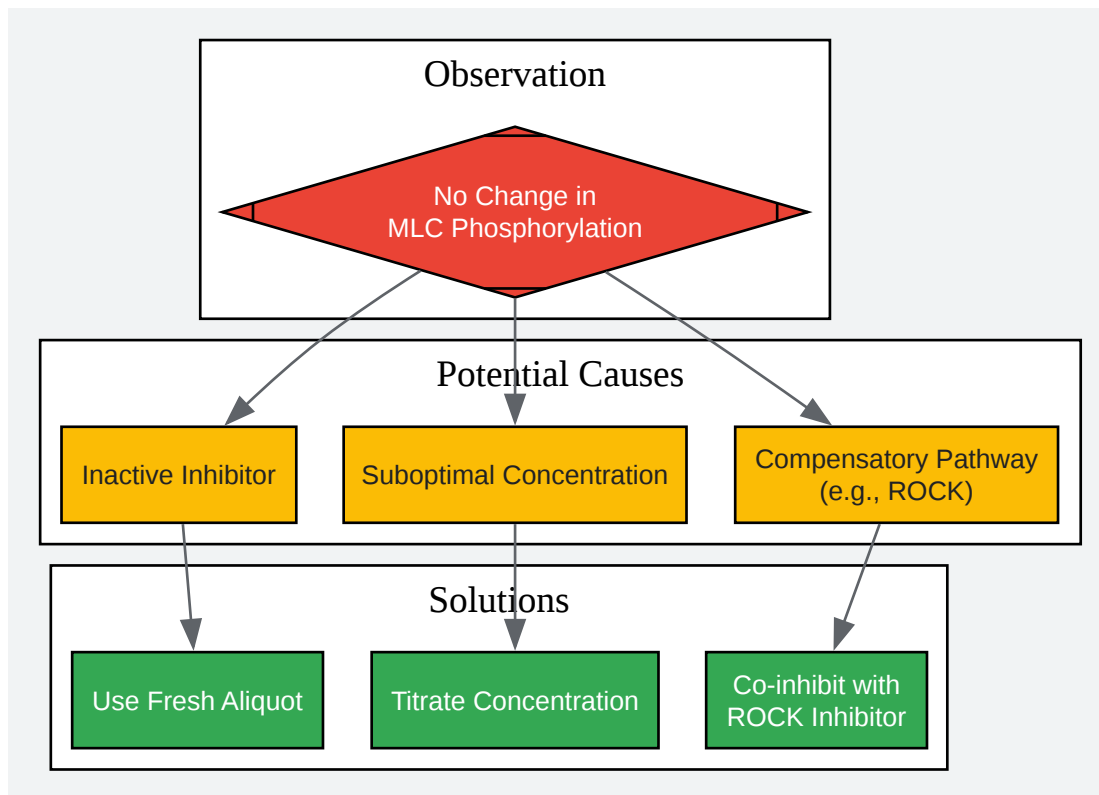 Observation
No Change in
MLC Phosphorylation
Potential Causes
Inactive Inhibitor
Suboptimal Concentration
Compensatory Pathway
(e.g., ROCK)
Solutions
Use Fresh Aliquot
Titrate Concentration
Co-inhibit with
ROCK Inhibitor